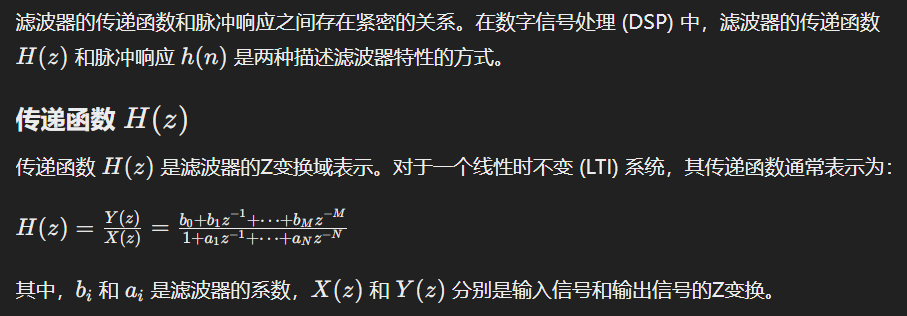 滤波器的传递函数和脉冲响应之间存在紧密的关系。在数字信号处理 (DSP) 中，滤波器的传递函数
H(z) 和脉冲响应 h(n) 是两种描述滤波器特性的方式。
传递函数 H(z)
传递函数 H(z) 是滤波器的Z变换域表示。对于一个线性时不变 (LTI) 系统，其传递函数通常表示为：
H(z) = \frac{Y(z)}{X(z)} = \frac{b_0+b_1z^{-1}+\cdots+b_Mz^{-M}}{1+a_1z^{-1}+\cdots+a_Nz^{-N}}
其中，b_i 和 a_i 是滤波器的系数，X(z) 和 Y(z) 分别是输入信号和输出信号的Z变换。